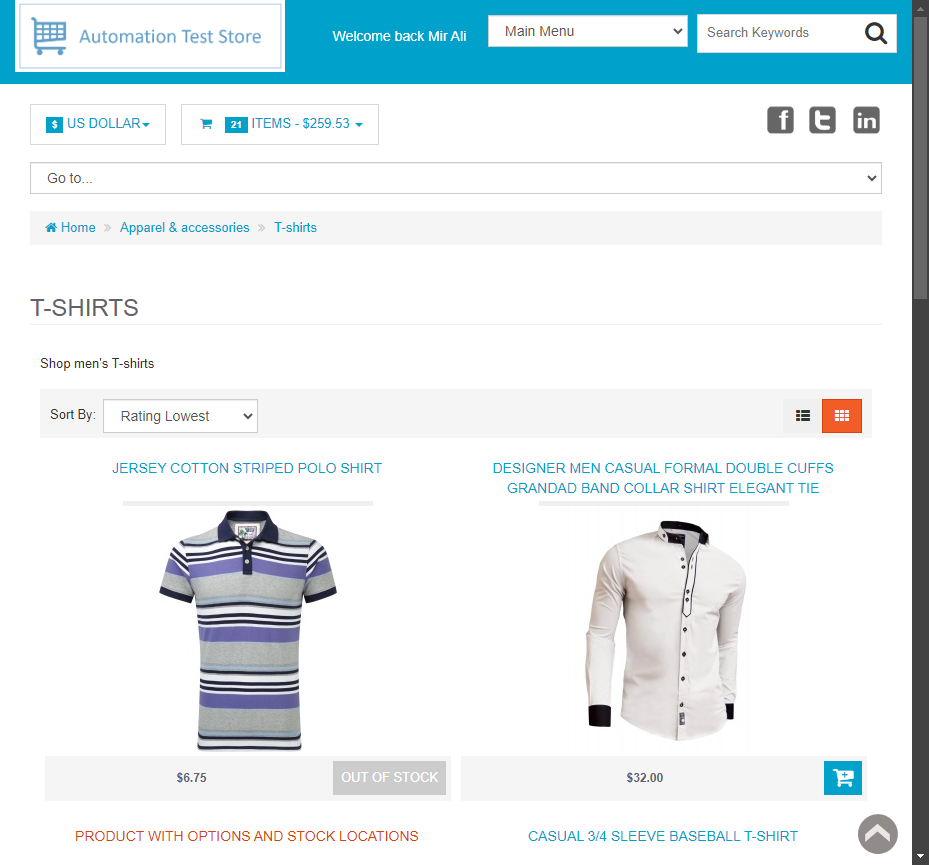 Automation Test Store
Welcome back Mir Ali
Main Menu
Search Keywords
$ US DOLLAR
21 ITEMS - $259.53
f t in
Go to...
Home » Apparel & accessories » T-shirts
T-SHIRTS
Shop men's T-shirts
Sort By: Rating Lowest
JERSEY COTTON STRIPED POLO SHIRT
DESIGNER MEN CASUAL FORMAL DOUBLE CUFFS
GRANDAD BAND COLLAR SHIRT ELEGANT TIE
$6.75
OUT OF STOCK
$32.00
PRODUCT WITH OPTIONS AND STOCK LOCATIONS
CASUAL 3/4 SLEEVE BASEBALL T-SHIRT